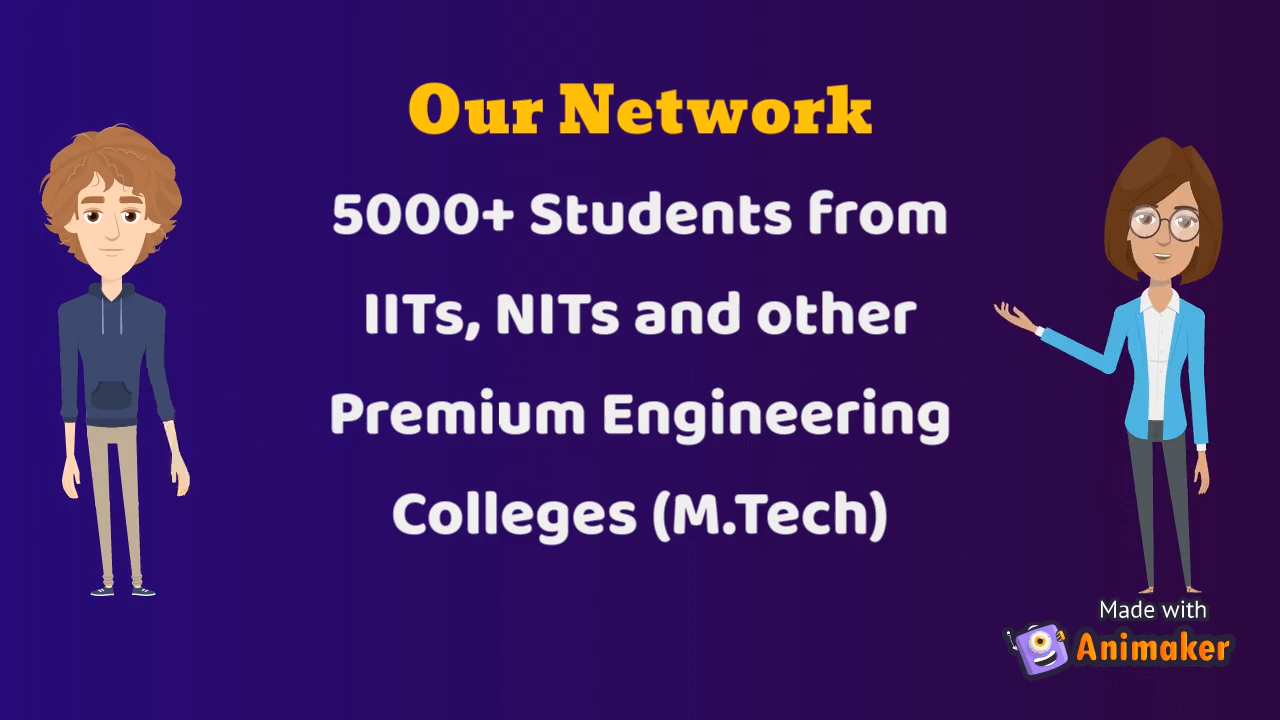 Our Network
5000+ Students from
IITs, NITs and other
Premium Engineering
Colleges (M.Tech)
Made with
Animaker